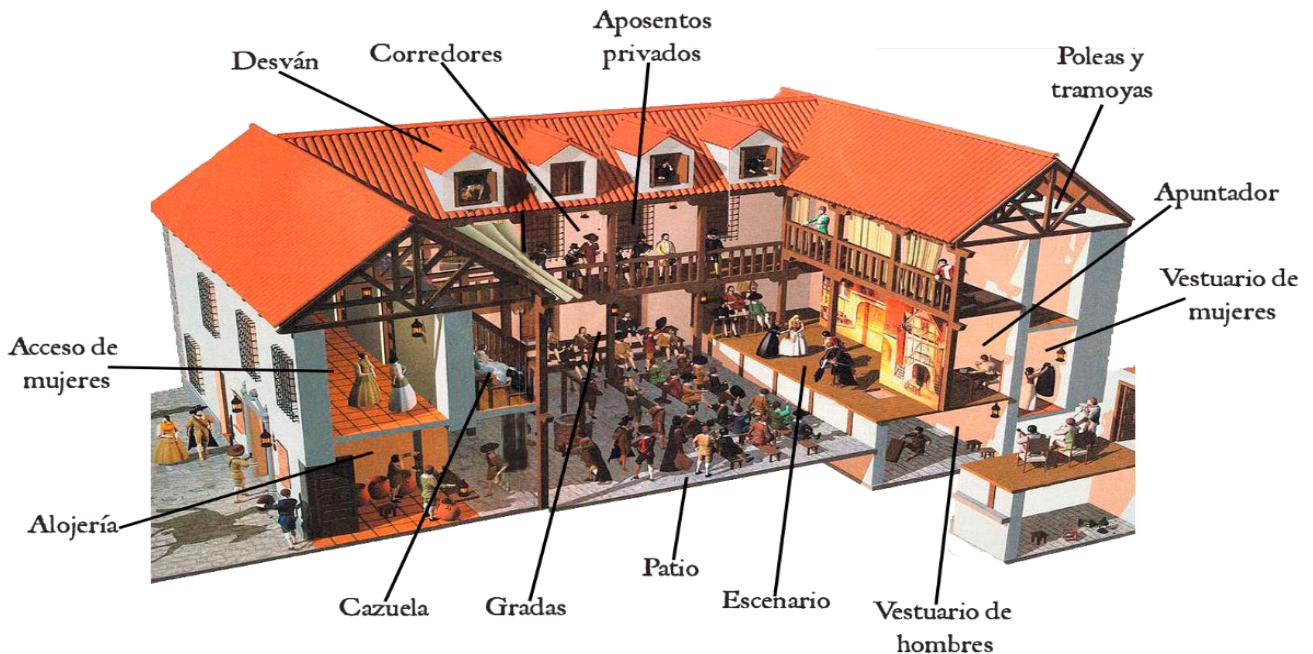 Aposentos
privados
Corredores
Desván
Poleas y
tramoyas
Apuntador
Vestuario de
mujeres
Acceso de
mujeres
Alojería
Cazuela
Gradas
Patio
Escenario
Vestuario de
hombres